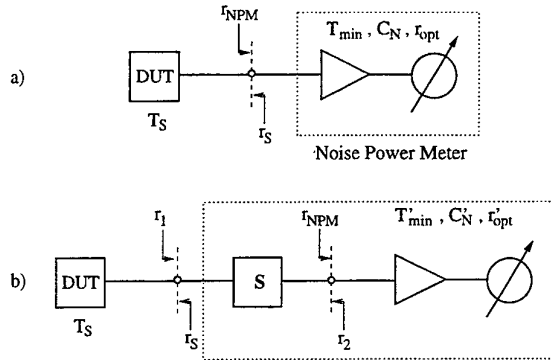 r_NPM
T_min , C_N , r_opt
a)
DUT
T_S
r_S
Noise Power Meter
r_1
r_NPM
T'_min , C'_N , r'_opt
b)
DUT
S
T_S
r_S
r_2